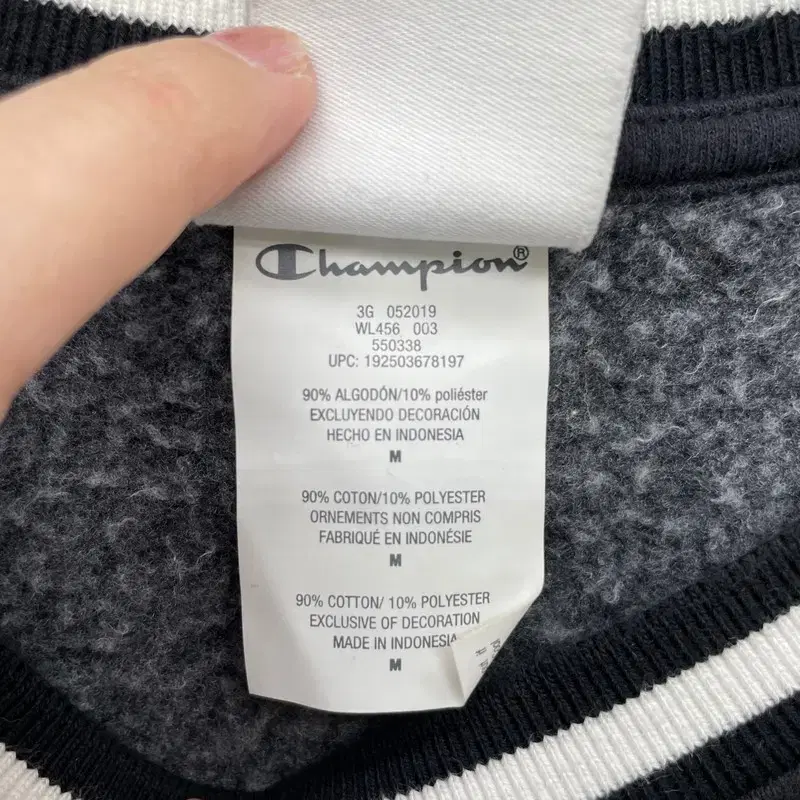 Champion®
3G 052019
WL456 003
550338
UPC: 192503678197
90% ALGODÓN/10% poliéster
EXCLUYENDO DECORACIÓN
HECHO EN INDONESIA
M
90% COTON/10% POLYESTER
ORNEMENTS NON COMPRIS
FABRIQUÉ EN INDONÉSIE
M
90% COTTON/ 10% POLYESTER
EXCLUSIVE OF DECORATION
MADE IN INDONESIA
M